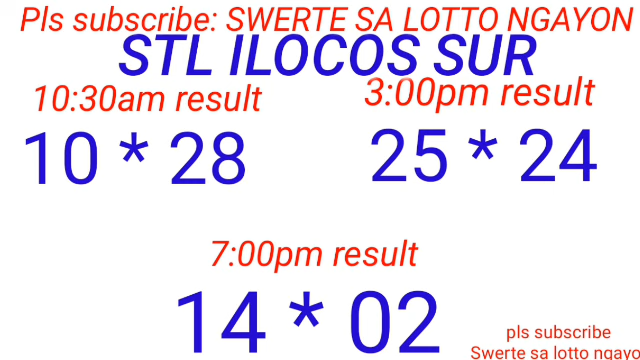 Pls subscribe: SWERTE SA LOTTO NGAYON
STL ILOCOS SUR
10:30am result
3:00pm result
10 * 28
25 * 24
7:00pm result
14 * 02
pls subscribe
Swerte sa lotto ngayo